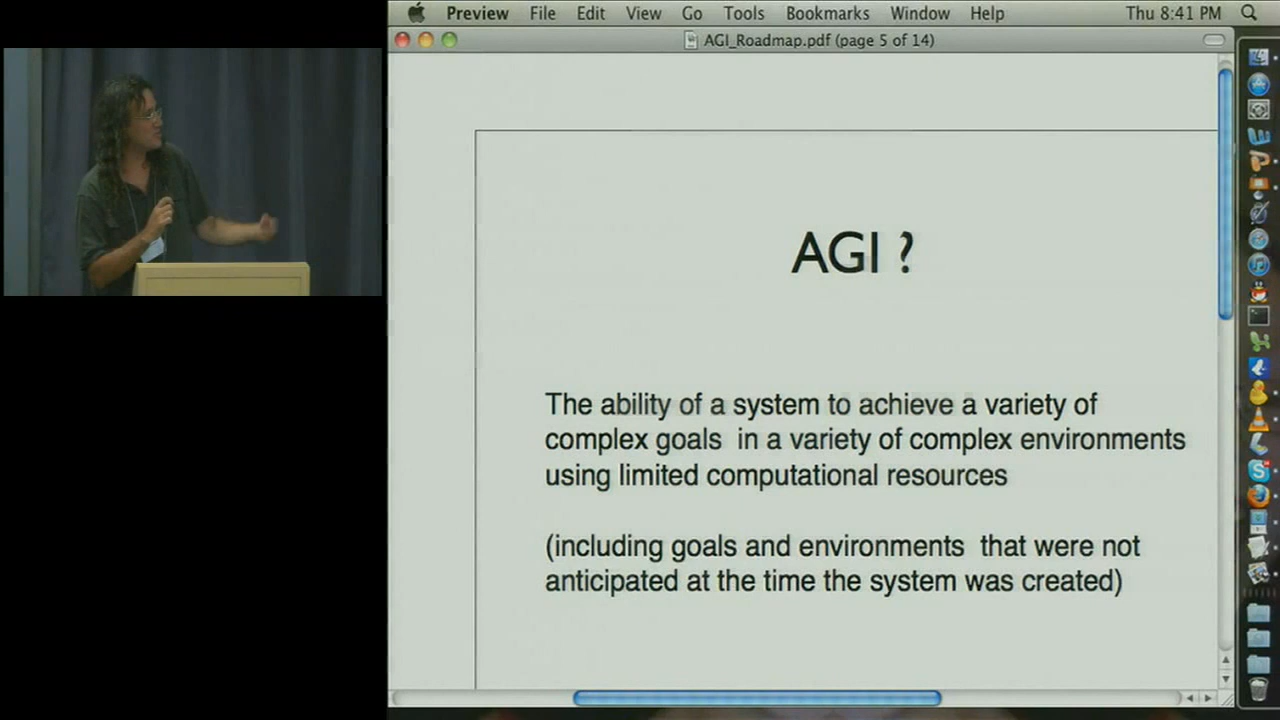 Preview File Edit View Go Tools Bookmarks Window Help Thu 8:41 PM
AGI_Roadmap.pdf (page 5 of 14)
AGI ?
The ability of a system to achieve a variety of
complex goals in a variety of complex environments
using limited computational resources
(including goals and environments that were not
anticipated at the time the system was created)